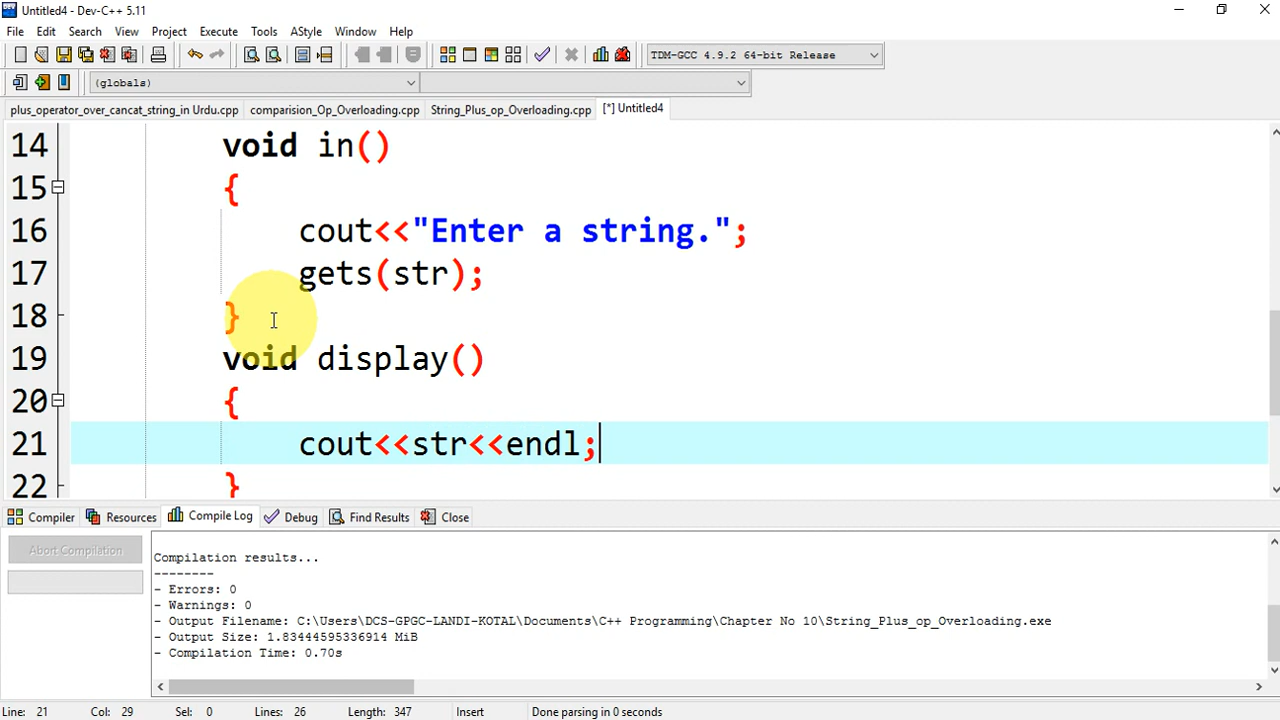 Untitled4 - Dev-C++ 5.11
File Edit Search View Project Execute Tools AStyle Window Help
TDM-GCC 4.9.2 64-bit Release
(globals)
plus_operator_over_cancat_string_in Urdu.cpp comparision_Op_Overloading.cpp String_Plus_op_Overloading.cpp [*] Untitled4
14 void in()
15 {
16 cout<<"Enter a string.";
17 gets(str);
18 }
19 void display()
20 {
21 cout<<str<<endl;
22 }
Compiler Resources Compile Log Debug Find Results Close
Abort Compilation
Compilation results...
--------
- Errors: 0
- Warnings: 0
- Output Filename: C:\Users\DCS-GPGC-LANDI-KOTAL\Documents\C++ Programming\Chapter No 10\String_Plus_op_Overloading.exe
- Output Size: 1.83444595336914 MiB
- Compilation Time: 0.70s
Line: 21 Col: 29 Sel: 0 Lines: 26 Length: 347 Insert Done parsing in 0 seconds